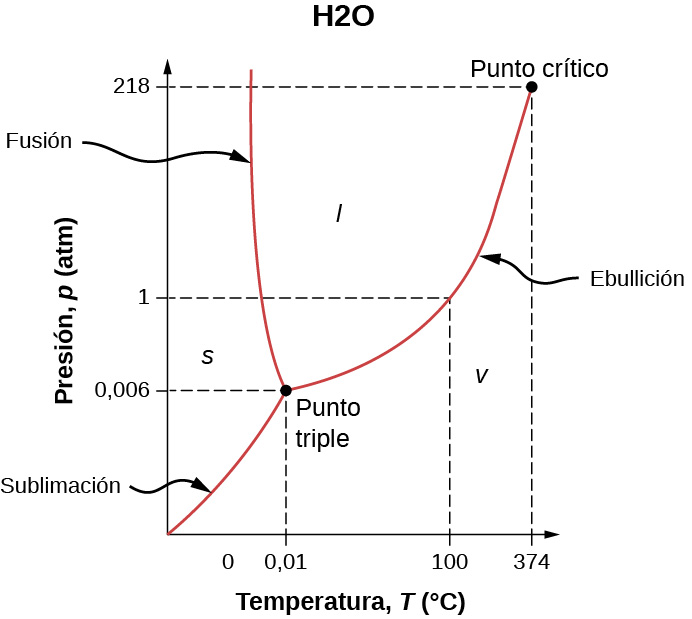 H2O
Punto crítico
218
Fusión
l
Presión, p (atm)
1
Ebullición
s
v
0,006
Punto
triple
Sublimación
0
0,01
100
374
Temperatura, T (°C)